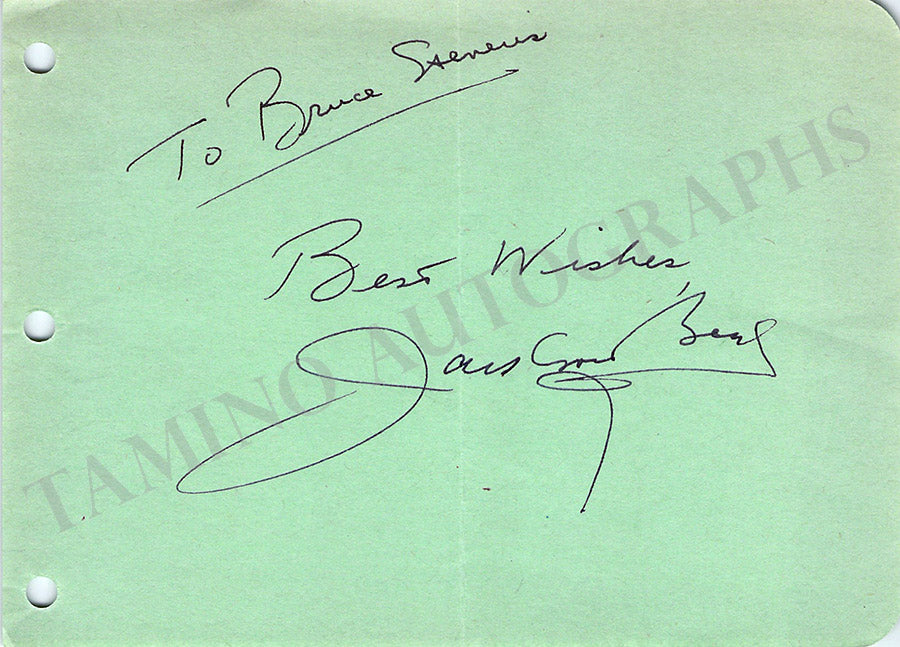 To Bruce Stevens
Best Wishes,
TAMINO AUTOGRAPHS